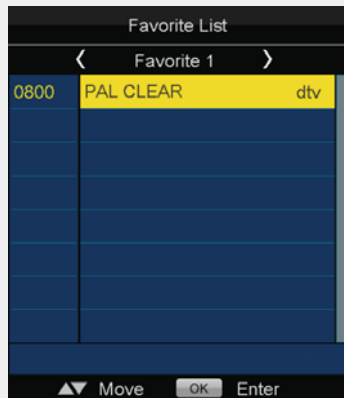 Favorite List
Favorite 1
0800 PAL CLEAR dtv
Move OK Enter